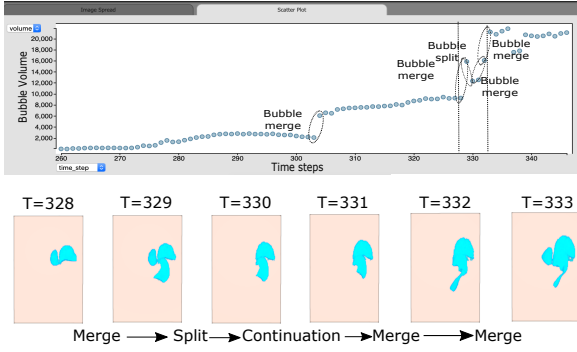 Image Spread
Scatter Plot
volume
Bubble Volume
20,000
18,000
16,000
14,000
12,000
10,000
8,000
6,000
4,000
2,000
Bubble merge
Bubble split
Bubble merge
Bubble merge
Bubble merge
260 270 280 290 300 310 320 330 340
time_step
Time steps
T=328 T=329 T=330 T=331 T=332 T=333
Merge Split Continuation Merge Merge